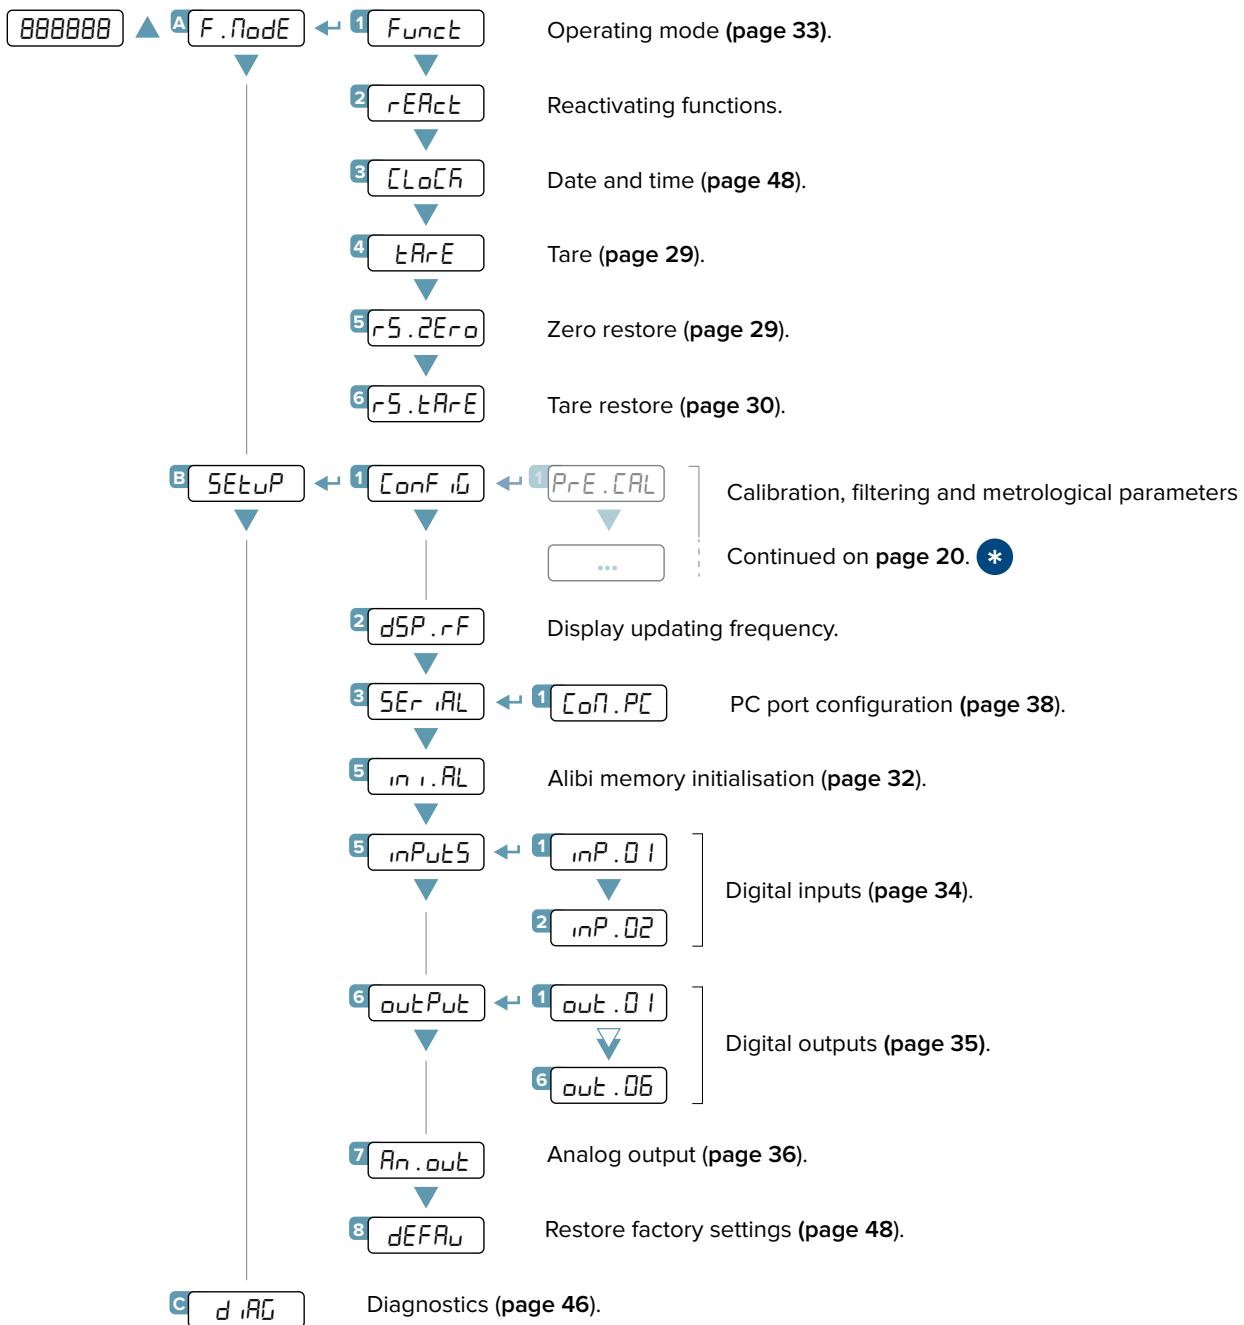 888888 A F.ModE 1 Funct Operating mode (page 33).
2 rEAct Reactivating functions.
3 CLoCK Date and time (page 48).
4 tArE Tare (page 29).
5 rS.ZEro Zero restore (page 29).
6 rS.tArE Tare restore (page 30).
B SEtuP 1 ConFiG 1 PrE.CAL Calibration, filtering and metrological parameters
... Continued on page 20. *
2 dSP.rF Display updating frequency.
3 SEriAL 1 CoM.PC PC port configuration (page 38).
5 ini.AL Alibi memory initialisation (page 32).
5 inPutS 1 inP.01
Digital inputs (page 34).
2 inP.02
6 outPut 1 out.01
Digital outputs (page 35).
6 out.06
7 An.out Analog output (page 36).
8 dEFAu Restore factory settings (page 48).
C diAG Diagnostics (page 46).